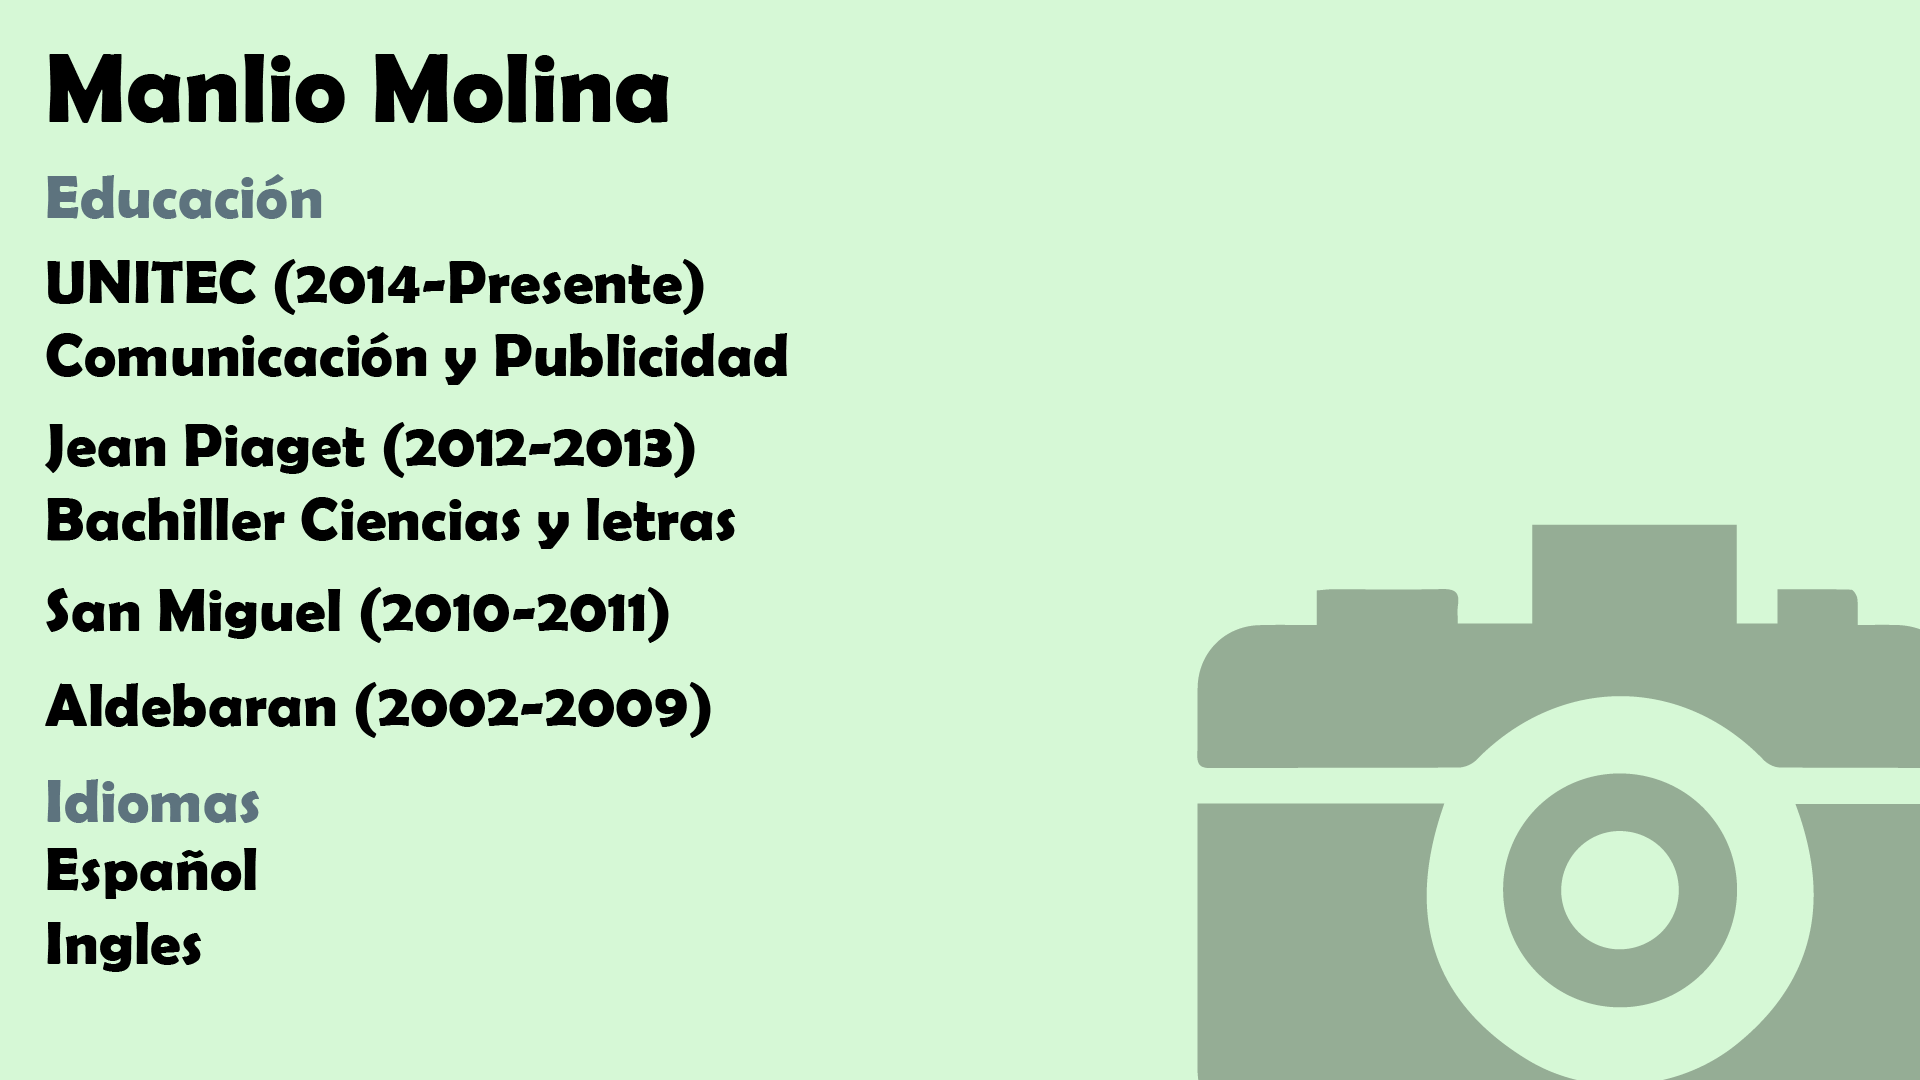 Manlio Molina
Educación
UNITEC (2014-Presente)
Comunicación y Publicidad
Jean Piaget (2012-2013)
Bachiller Ciencias y letras
San Miguel (2010-2011)
Aldebaran (2002-2009)
Idiomas
Español
Ingles